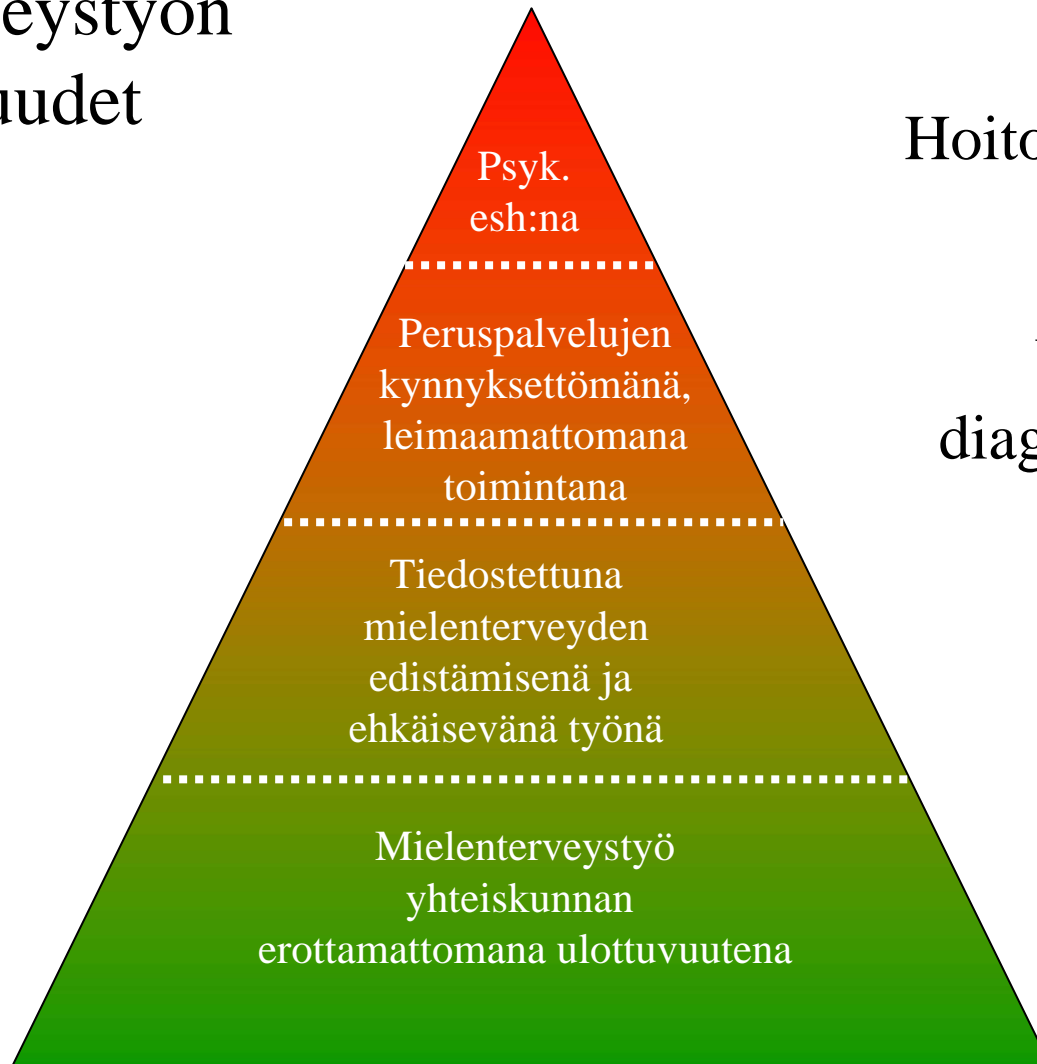 eystyön
uudet
Hoito
Psyk.
esh:na
Peruspalvelujen
kynnyksettömänä,
leimaamattomana
toimintana
diag
Tiedostettuna
mielenterveyden
edistämisenä ja
ehkäisevänä työnä
Mielenterveystyö
yhteiskunnan
erottamattomana ulottuvuutena